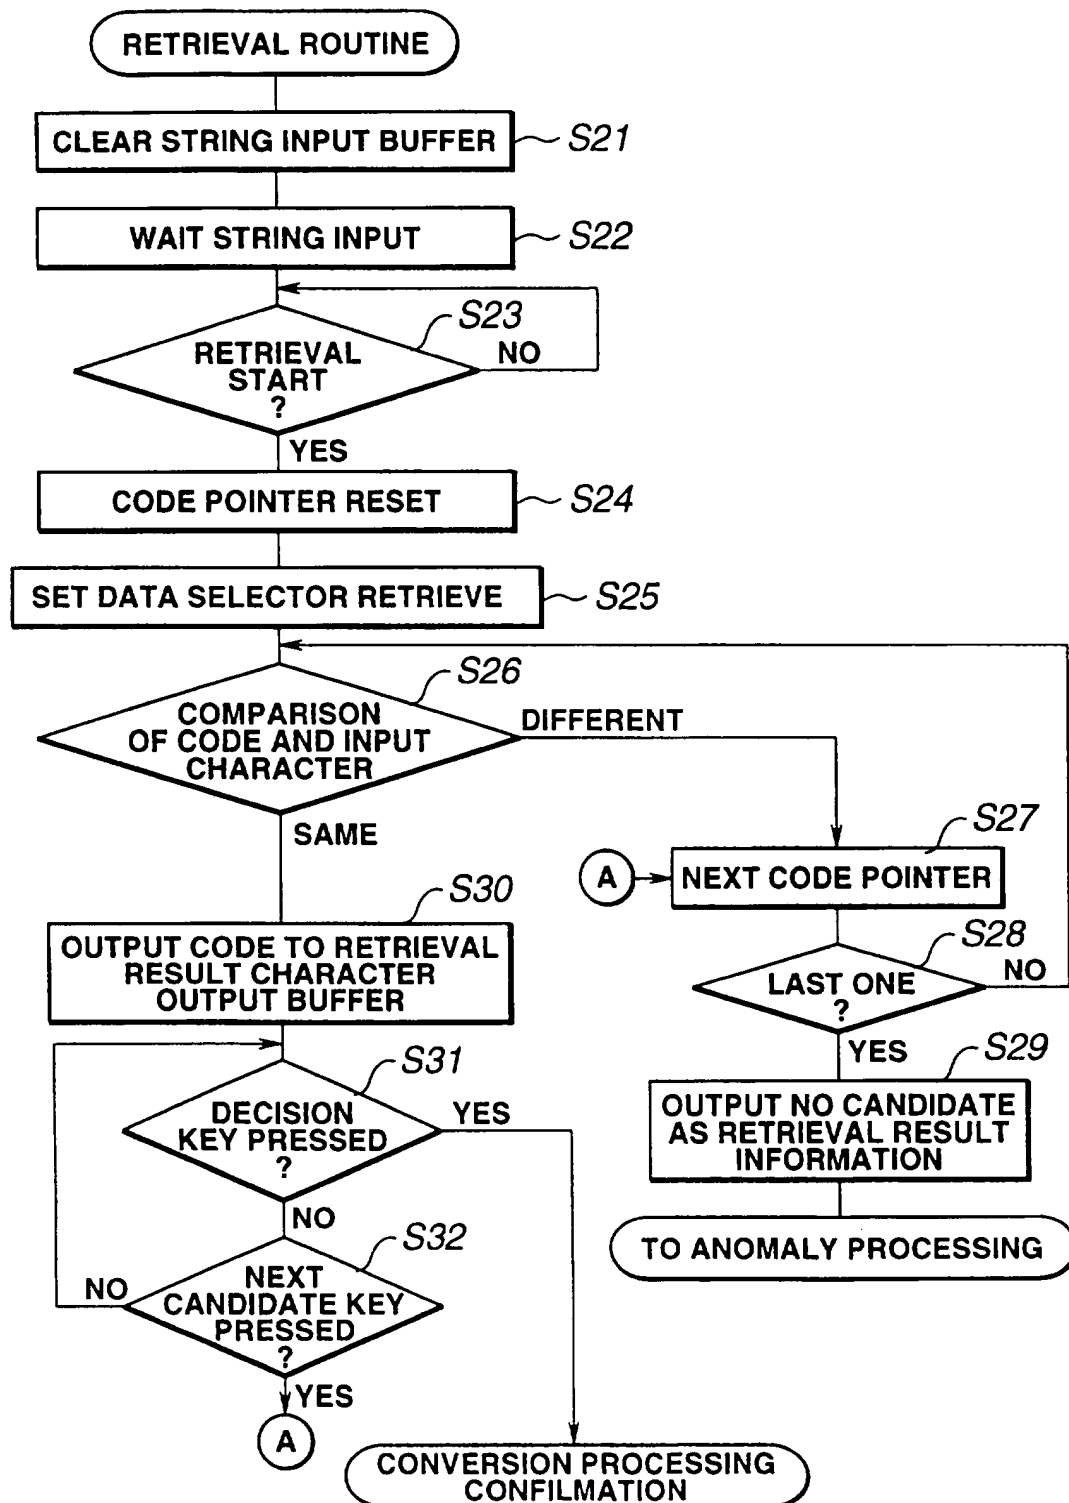 RETRIEVAL ROUTINE
CLEAR STRING INPUT BUFFER
S21
WAIT STRING INPUT
S22
S23
RETRIEVAL
START
?
NO
YES
CODE POINTER RESET
S24
SET DATA SELECTOR RETRIEVE
S25
S26
COMPARISON
OF CODE AND INPUT
CHARACTER
DIFFERENT
SAME
S27
A
NEXT CODE POINTER
S28
LAST ONE
?
NO
YES
S29
OUTPUT NO CANDIDATE
AS RETRIEVAL RESULT
INFORMATION
TO ANOMALY PROCESSING
S30
OUTPUT CODE TO RETRIEVAL
RESULT CHARACTER
OUTPUT BUFFER
S31
DECISION
KEY PRESSED
?
YES
NO
S32
NEXT
CANDIDATE KEY
PRESSED
?
NO
YES
A
CONVERSION PROCESSING
CONFILMATION